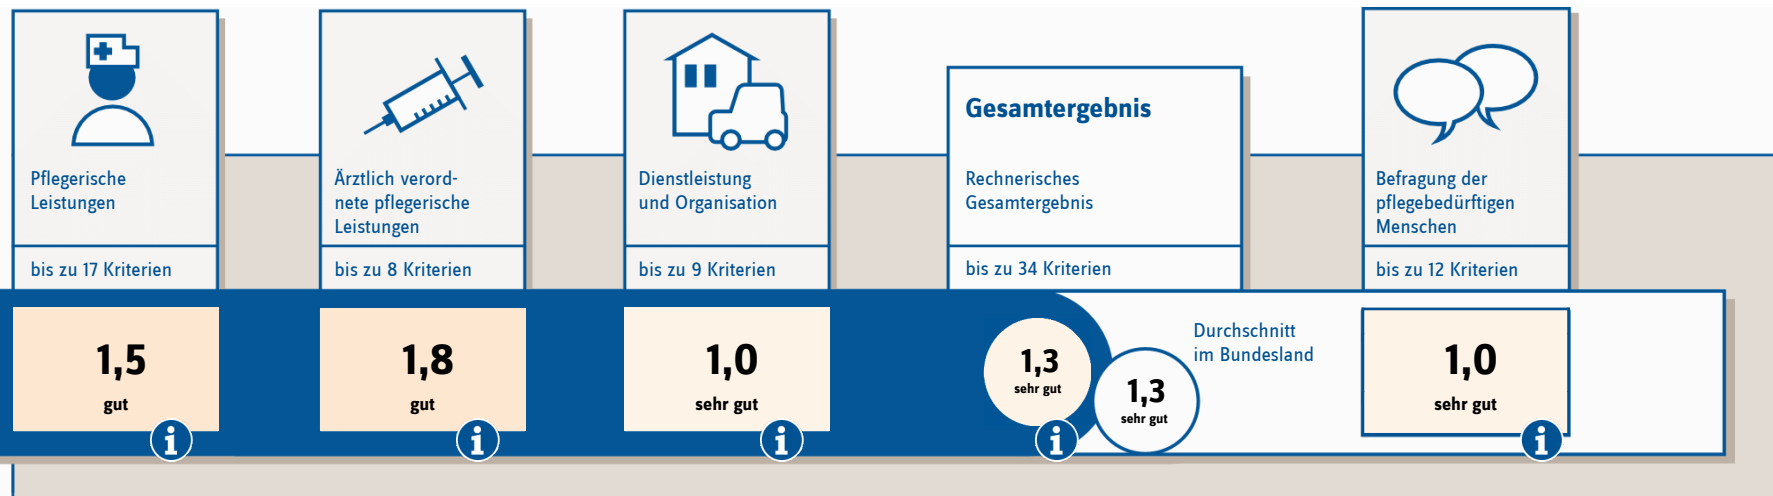 Pflegerische
Leistungen
bis zu 17 Kriterien
1,5
gut
Ärztlich verord-
nete pflegerische
Leistungen
bis zu 8 Kriterien
1,8
gut
Dienstleistung
und Organisation
bis zu 9 Kriterien
1,0
sehr gut
Gesamtergebnis
Rechnerisches
Gesamtergebnis
bis zu 34 Kriterien
1,3
sehr gut
1,3
sehr gut
Durchschnitt
im Bundesland
Befragung der
pflegebedürftigen
Menschen
bis zu 12 Kriterien
1,0
sehr gut